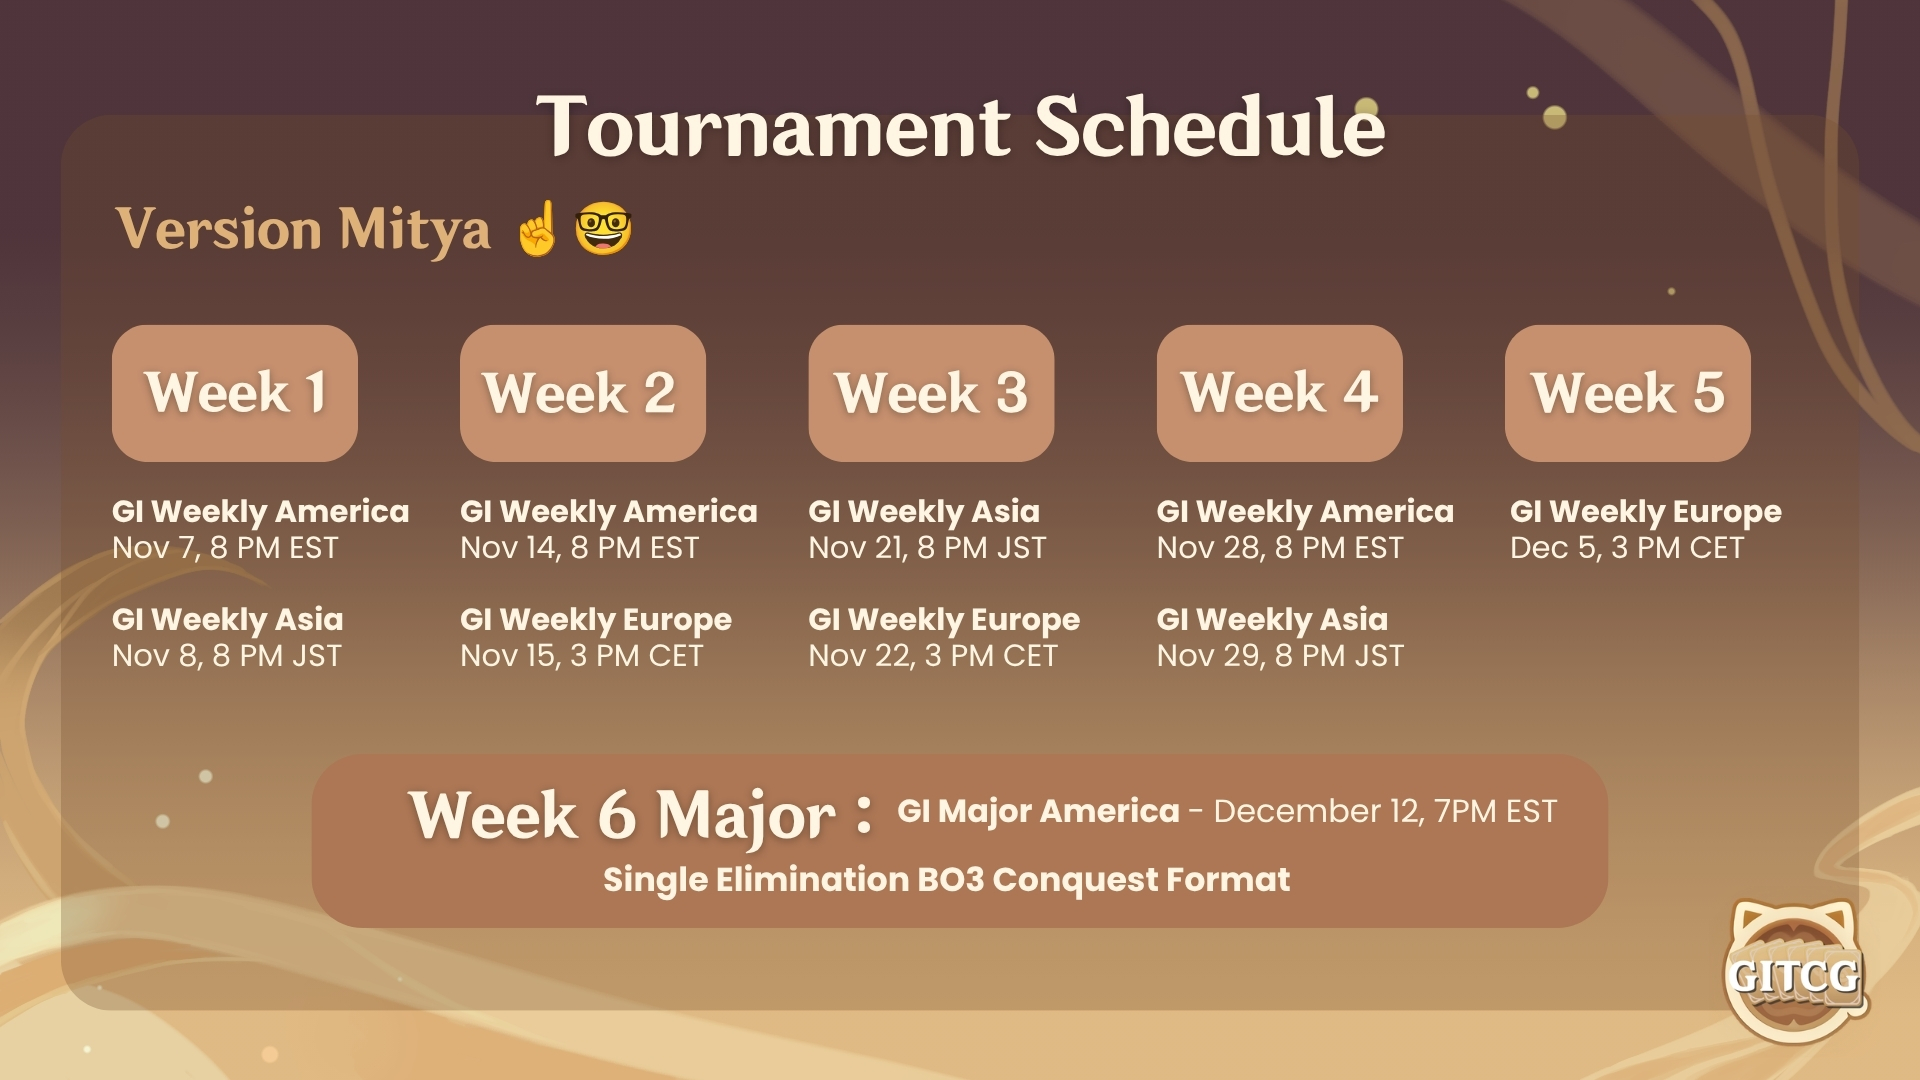 Tournament Schedule
Version Mitya ☝️🤓
Week 1
GI Weekly America
Nov 7, 8 PM EST
GI Weekly Asia
Nov 8, 8 PM JST
Week 2
GI Weekly America
Nov 14, 8 PM EST
GI Weekly Europe
Nov 15, 3 PM CET
Week 3
GI Weekly Asia
Nov 21, 8 PM JST
GI Weekly Europe
Nov 22, 3 PM CET
Week 4
GI Weekly America
Nov 28, 8 PM EST
GI Weekly Asia
Nov 29, 8 PM JST
Week 5
GI Weekly Europe
Dec 5, 3 PM CET
Week 6 Major : GI Major America - December 12, 7PM EST
Single Elimination BO3 Conquest Format
GITCG